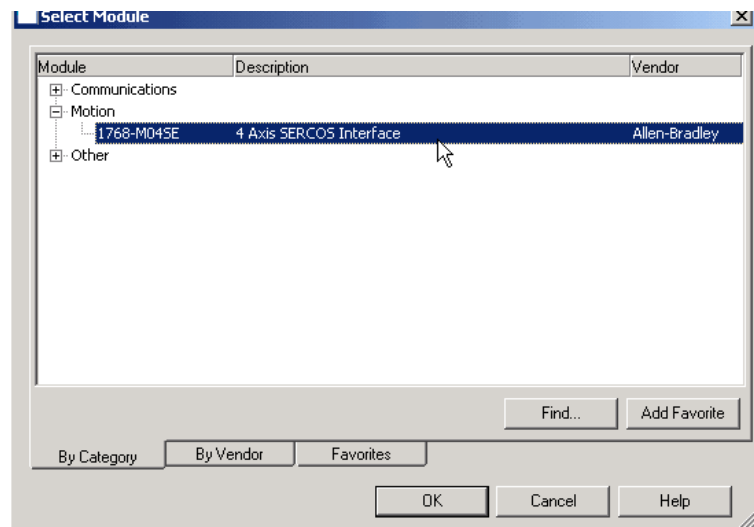 Select Module
Module Description Vendor
Communications
Motion
1768-M04SE 4 Axis SERCOS Interface Allen-Bradley
Other
Find... Add Favorite
By Category By Vendor Favorites
OK Cancel Help